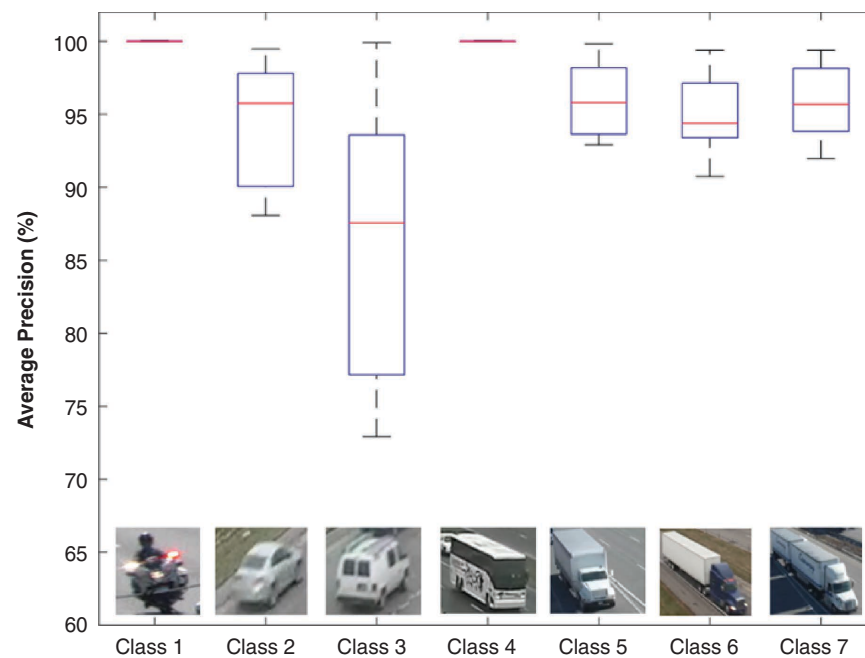 Average Precision (%)
100
95
90
85
80
75
70
65
60
Class 1
Class 2
Class 3
Class 4
Class 5
Class 6
Class 7